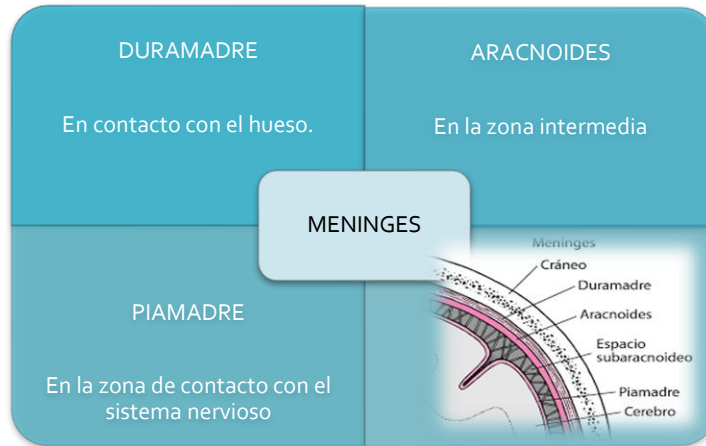 DURAMADRE
En contacto con el hueso.
ARACNOIDES
En la zona intermedia
MENINGES
PIAMADRE
En la zona de contacto con el
sistema nervioso
Meninges
Cráneo
Duramadre
Aracnoides
Espacio
subaracnoideo
Piamadre
Cerebro